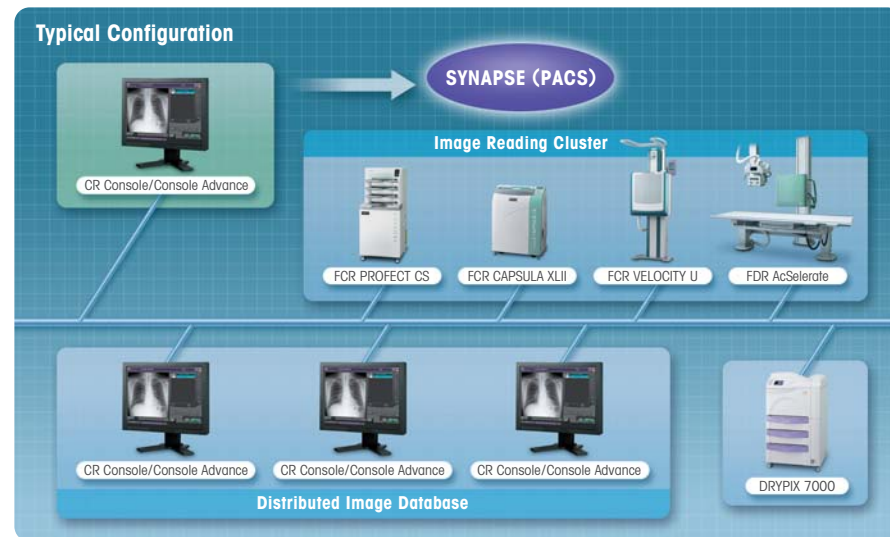 Typical Configuration
SYNAPSE (PACS)
CR Console/Console Advance
Image Reading Cluster
FCR PROFECT CS
FCR CAPSULA XLII
FCR VELOCITY U
FDR AcSelerate
CR Console/Console Advance
CR Console/Console Advance
CR Console/Console Advance
Distributed Image Database
DRYPIX 7000